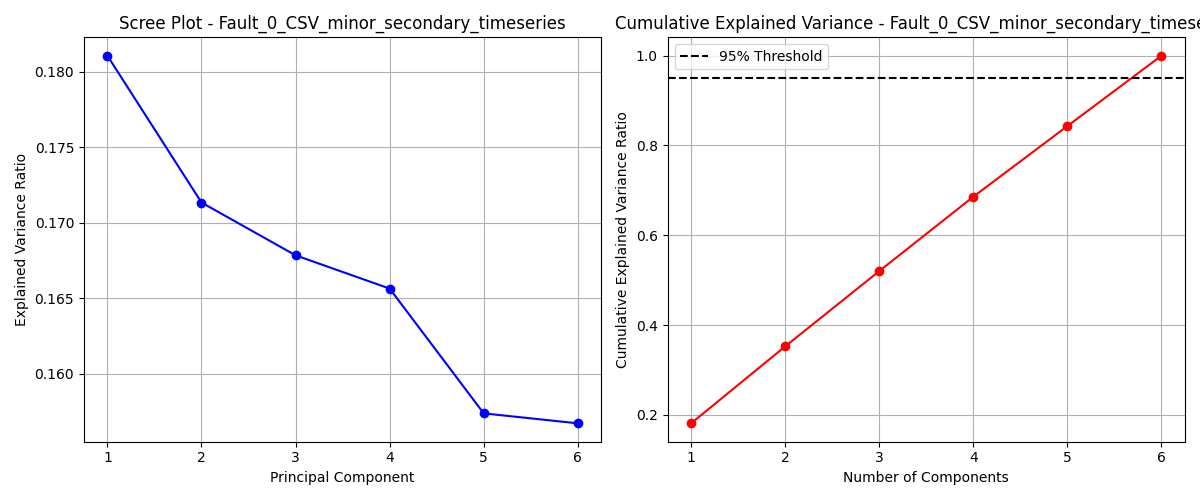 Scree Plot - Fault_0_CSV_minor_secondary_timeseries
Explained Variance Ratio
0.180
0.175
0.170
0.165
0.160
1 2 3 4 5 6
Principal Component
Cumulative Explained Variance - Fault_0_CSV_minor_secondary_timese
95% Threshold
Cumulative Explained Variance Ratio
1.0
0.8
0.6
0.4
0.2
1 2 3 4 5 6
Number of Components